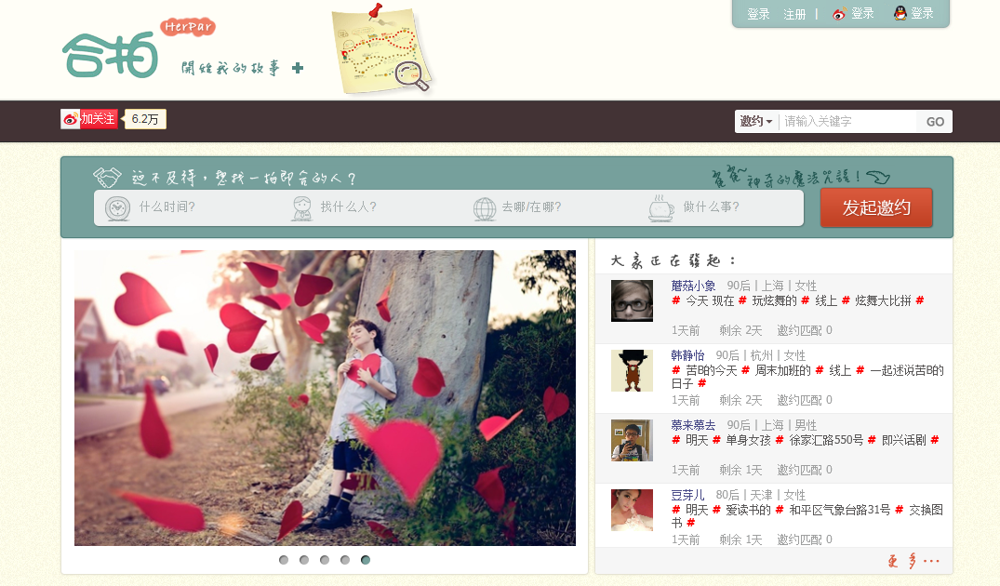 登录 注册 | 登录 登录
HerPar
合拍
開始我的故事
加关注 6.2万
邀约 请输入关键字 GO
迫不及待，想找一拍即合的人？
爸爸~神奇的魔法咒語！
什么时间?
找什么人?
去哪/在哪?
做什么事?
发起邀约
大家正在發起：
蘑菇小象 90后 | 上海 | 女性
# 今天 现在 # 玩炫舞的 # 线上 # 炫舞大比拼 #
1天前 剩余 2天 邀约匹配 0
韩静怡 90后 | 杭州 | 女性
# 苦B的今天 # 周末加班的 # 线上 # 一起述说苦B的
日子 #
1天前 剩余 2天 邀约匹配 0
慕来慕去 90后 | 上海 | 男性
# 明天 # 单身女孩 # 徐家汇路550号 # 即兴话剧 #
1天前 剩余 1天 邀约匹配 0
豆芽儿 80后 | 天津 | 女性
# 明天 # 爱读书的 # 和平区气象台路31号 # 交换图
书 #
1天前 剩余 1天 邀约匹配 0
更多···